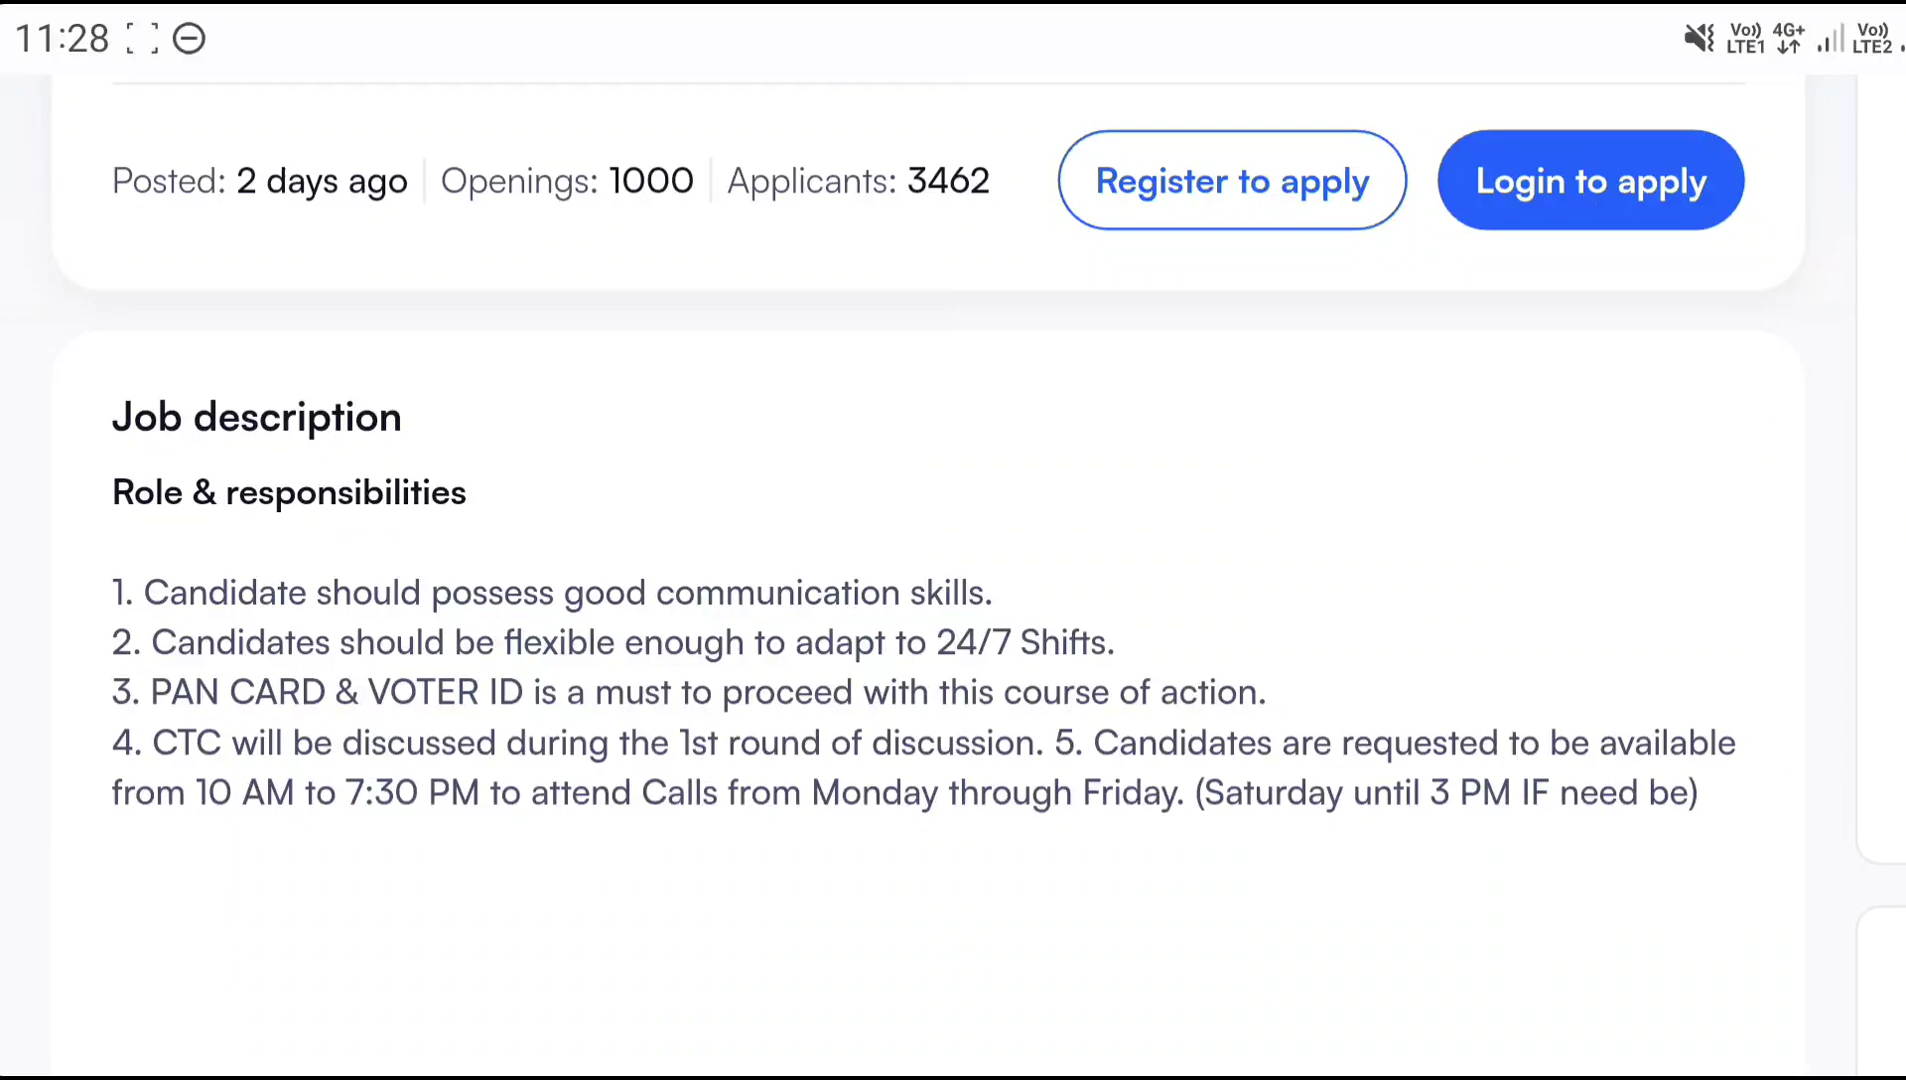 11:28
Vo)) LTE1 4G+ Vo)) LTE2
Posted: 2 days ago Openings: 1000 Applicants: 3462 Register to apply Login to apply
Job description
Role & responsibilities
1. Candidate should possess good communication skills.
2. Candidates should be flexible enough to adapt to 24/7 Shifts.
3. PAN CARD & VOTER ID is a must to proceed with this course of action.
4. CTC will be discussed during the 1st round of discussion. 5. Candidates are requested to be available
from 10 AM to 7:30 PM to attend Calls from Monday through Friday. (Saturday until 3 PM IF need be)